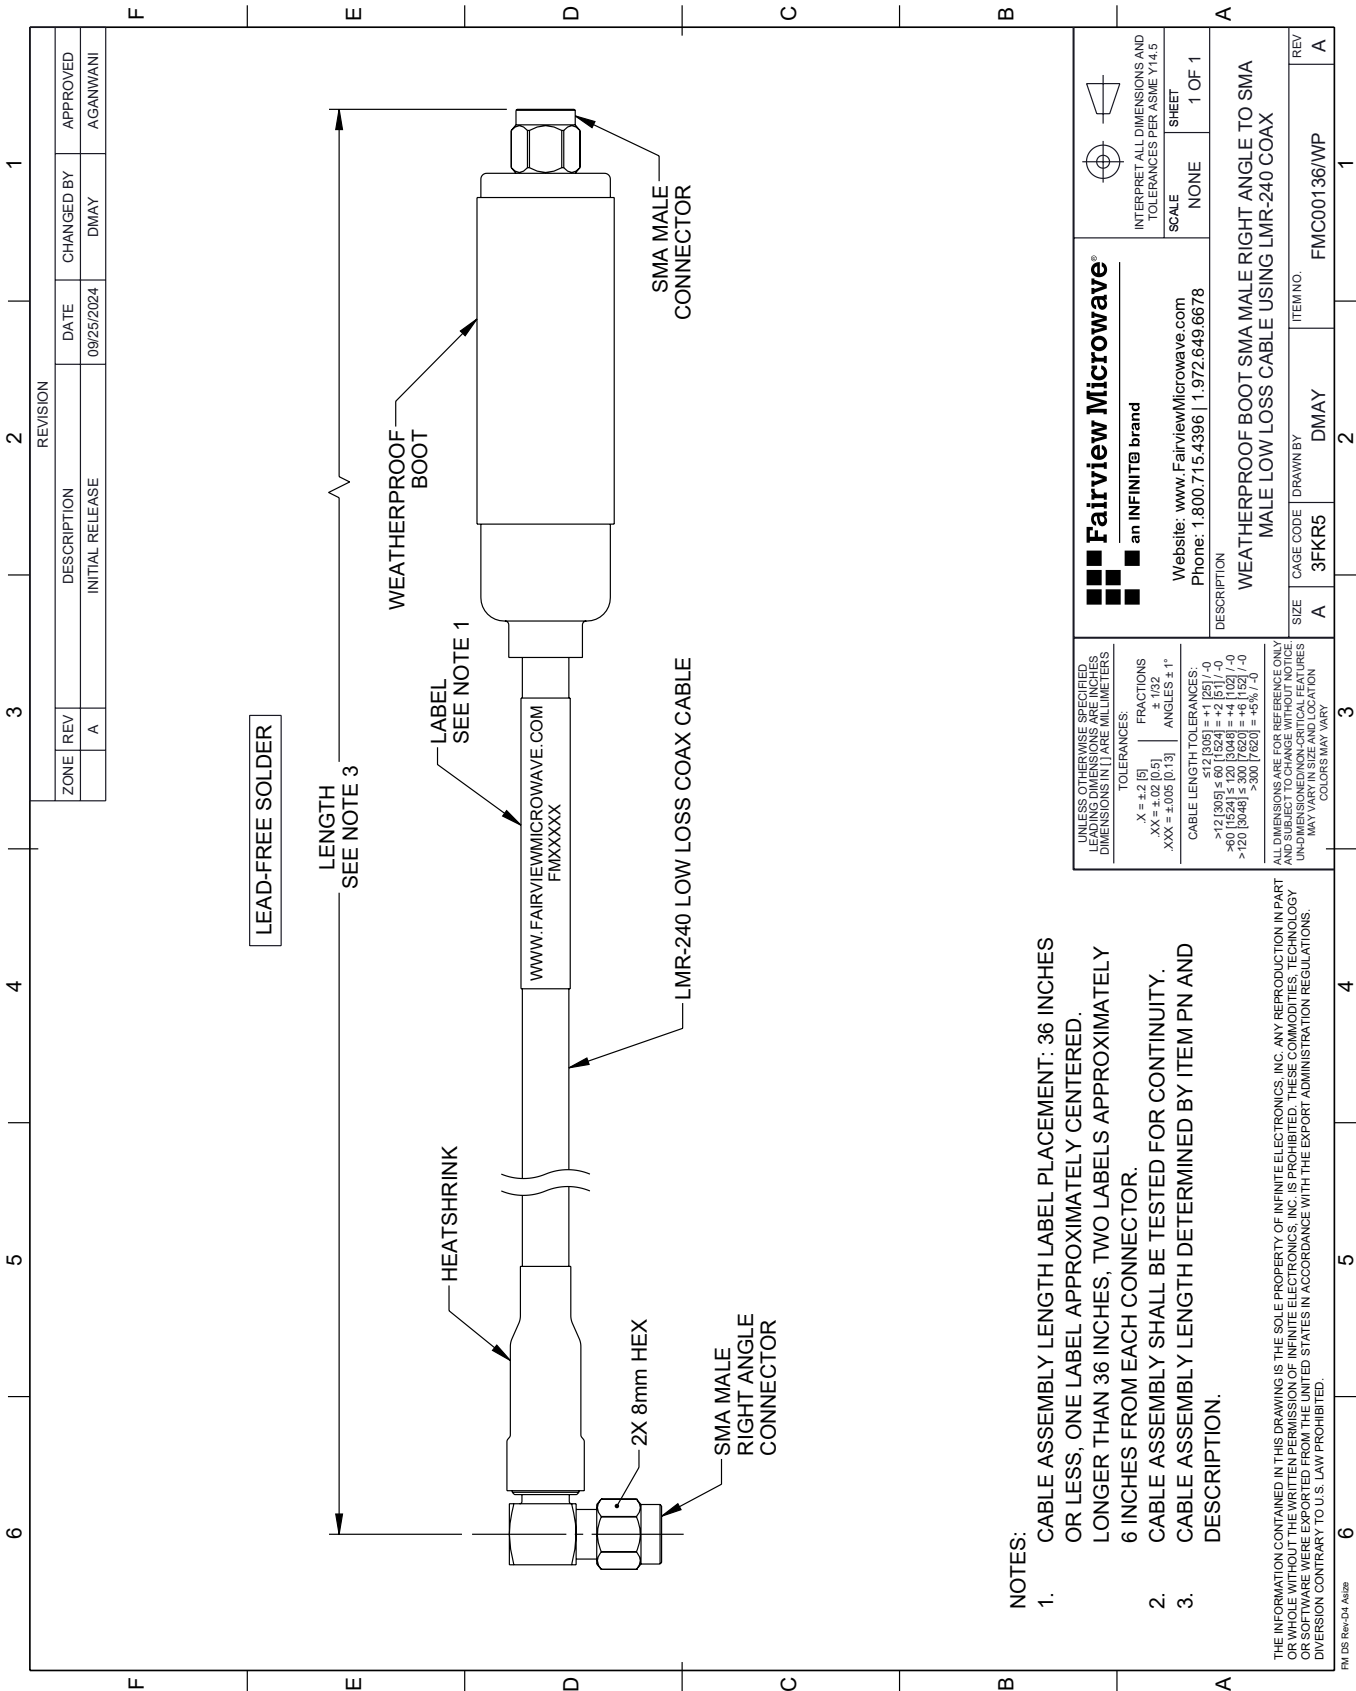 6
5
4
3
2
1
F
E
D
C
B
A
REVISION
ZONE
REV
DESCRIPTION
DATE
CHANGED BY
APPROVED
A
INITIAL RELEASE
09/25/2024
DMAY
AGANWANI
LEAD-FREE SOLDER
LENGTH
SEE NOTE 3
HEATSHRINK
LABEL
SEE NOTE 1
WEATHERPROOF
BOOT
WWW.FAIRVIEWMICROWAVE.COM
FMXXXXX
2X 8mm HEX
SMA MALE
RIGHT ANGLE
CONNECTOR
LMR-240 LOW LOSS COAX CABLE
SMA MALE
CONNECTOR
NOTES:
1. CABLE ASSEMBLY LENGTH LABEL PLACEMENT: 36 INCHES
OR LESS, ONE LABEL APPROXIMATELY CENTERED.
LONGER THAN 36 INCHES, TWO LABELS APPROXIMATELY
6 INCHES FROM EACH CONNECTOR.
2. CABLE ASSEMBLY SHALL BE TESTED FOR CONTINUITY.
3. CABLE ASSEMBLY LENGTH DETERMINED BY ITEM PN AND
DESCRIPTION.
THE INFORMATION CONTAINED IN THIS DRAWING IS THE SOLE PROPERTY OF INFINITE ELECTRONICS, INC. ANY REPRODUCTION IN PART
OR WHOLE WITHOUT THE WRITTEN PERMISSION OF INFINITE ELECTRONICS, INC. IS PROHIBITED. THESE COMMODITIES, TECHNOLOGY
OR SOFTWARE WERE EXPORTED FROM THE UNITED STATES IN ACCORDANCE WITH THE EXPORT ADMINISTRATION REGULATIONS.
DIVERSION CONTRARY TO U.S. LAW PROHIBITED.
UNLESS OTHERWISE SPECIFIED
LEADING DIMENSIONS ARE INCHES
DIMENSIONS IN [ ] ARE MILLIMETERS
TOLERANCES:
.X = ±.2 [5] FRACTIONS
.XX = ±.02 [0.5] ± 1/32
.XXX = ±.005 [0.13] ANGLES ± 1°
CABLE LENGTH TOLERANCES:
≤12 [305] = +1 [25] / -0
>12 [305] ≤ 60 [1524] = +2 [51] / -0
>60 [1524] ≤ 120 [3048] = +4 [102] / -0
>120 [3048] ≤ 300 [7620] = +6 [152] / -0
>300 [7620] = +5% / -0
ALL DIMENSIONS ARE FOR REFERENCE ONLY
AND SUBJECT TO CHANGE WITHOUT NOTICE.
UN-DIMENSIONED/NON-CRITICAL FEATURES
MAY VARY IN SIZE AND LOCATION
COLORS MAY VARY
Fairview Microwave®
an INFINIT® brand
Website: www.FairviewMicrowave.com
Phone: 1.800.715.4396 | 1.972.649.6678
INTERPRET ALL DIMENSIONS AND
TOLERANCES PER ASME Y14.5
SCALE
NONE
SHEET
1 OF 1
DESCRIPTION
WEATHERPROOF BOOT SMA MALE RIGHT ANGLE TO SMA
MALE LOW LOSS CABLE USING LMR-240 COAX
SIZE
A
CAGE CODE
3FKR5
DRAWN BY
DMAY
ITEM NO.
FMC00136/WP
REV
A
F
E
D
C
B
A
FM DS Rev-D4 Asize
6
5
4
3
2
1